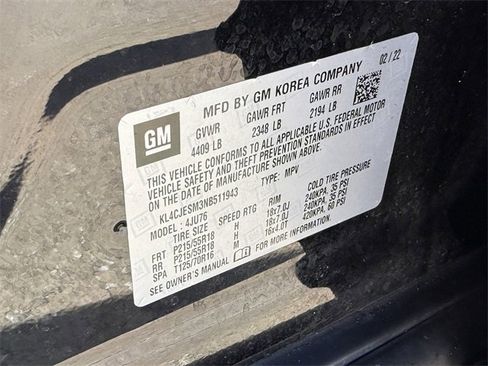 MFD BY GM KOREA COMPANY 02/22
GM
GVWR GAWR FRT GAWR RR
4409 LB 2348 LB 2194 LB
THIS VEHICLE CONFORMS TO ALL APPLICABLE U.S. FEDERAL MOTOR
VEHICLE SAFETY AND THEFT PREVENTION STANDARDS IN EFFECT
ON THE DATE OF MANUFACTURE SHOWN ABOVE.
KL4CJESM3NB511943 TYPE: MPV
MODEL: 4JU76
TIRE SIZE SPEED RTG RIM COLD TIRE PRESSURE
FRT P215/55R18 H 18x7.0J 240KPA, 35 PSI
RR P215/55R18 H 18x7.0J 240KPA, 35 PSI
SPA T125/70R16 M 16x4.0T 420KPA, 60 PSI
SEE OWNER'S MANUAL